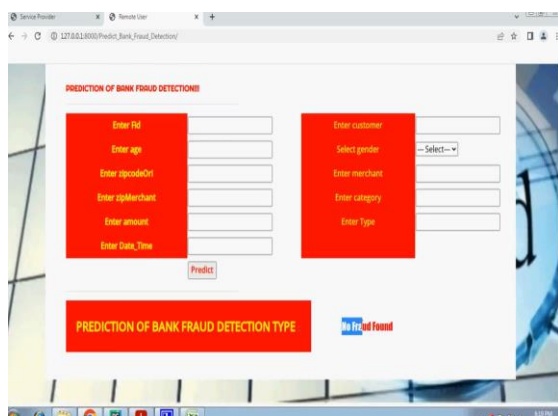 Service Provider
Remote User
127.0.0.1:8000/Predict_Bank_Fraud_Detection/
PREDICTION OF BANK FRAUD DETECTION!!!
Enter Fid
Enter customer
Enter age
Select gender
--- Select---
Enter zipcodeOri
Enter merchant
Enter zipMerchant
Enter category
Enter amount
Enter Type
Enter Date_Time
Predict
PREDICTION OF BANK FRAUD DETECTION TYPE
No Fraud Found